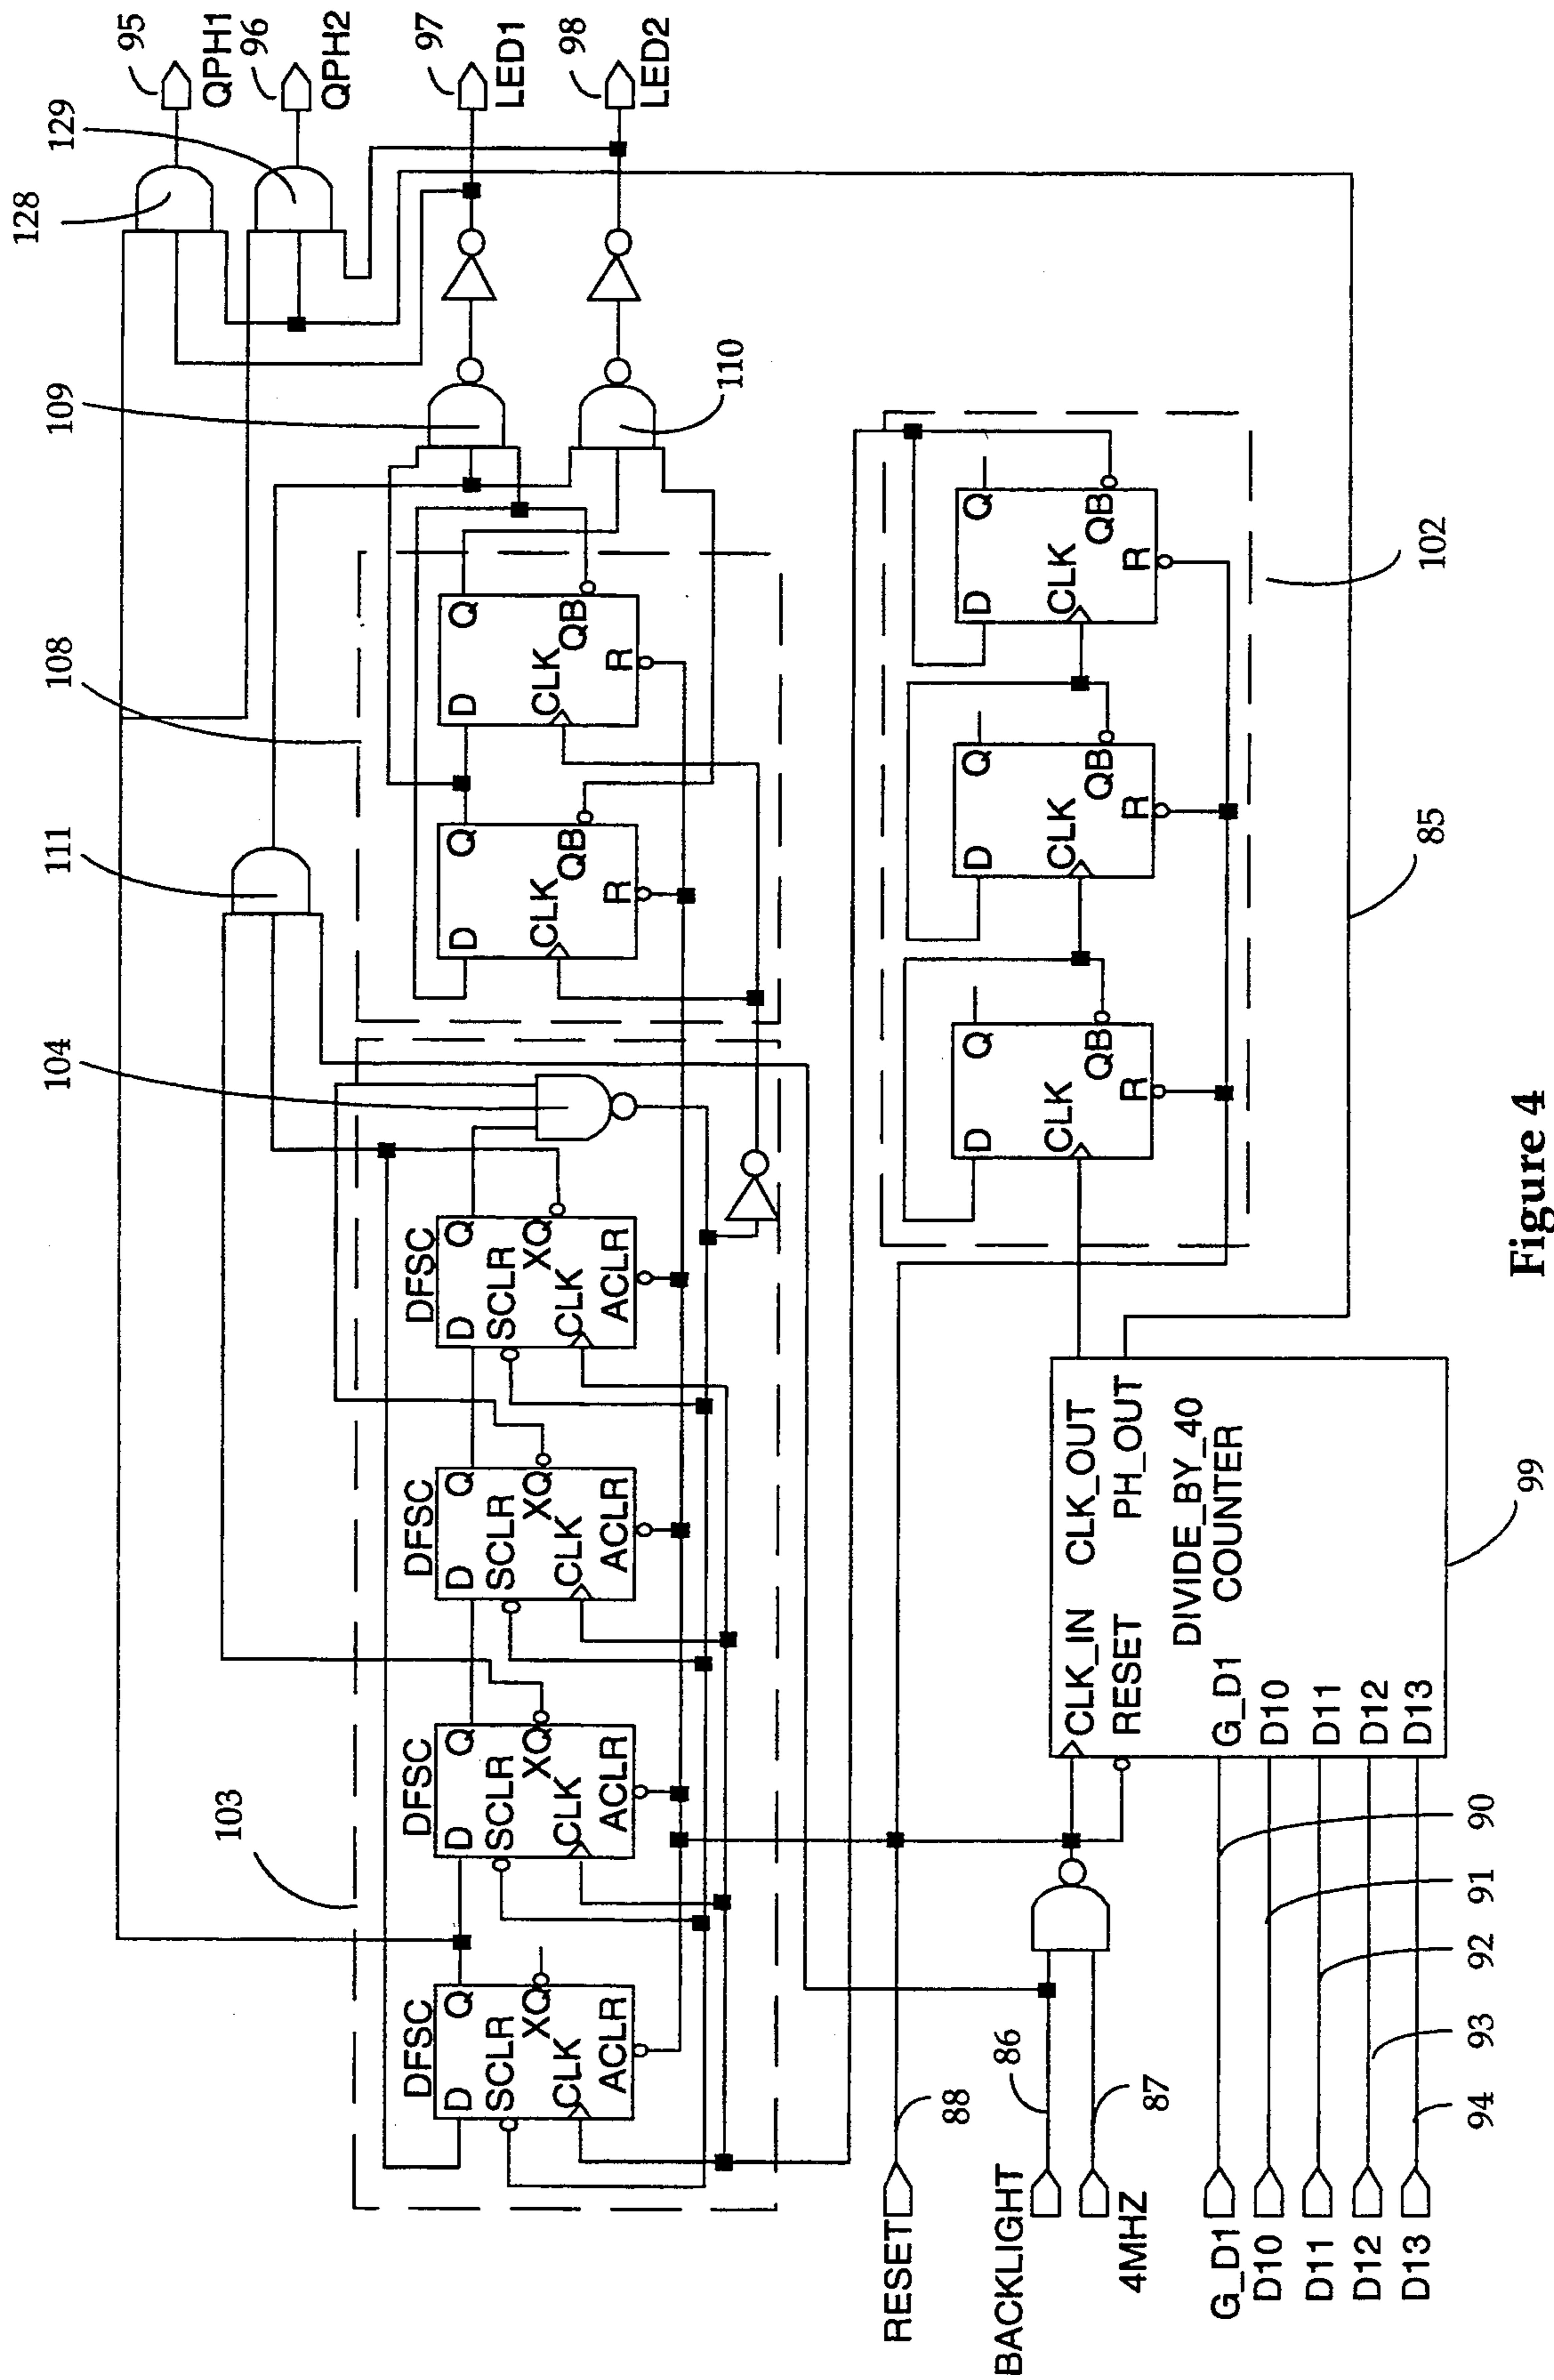 128
129
95
QPH1
96
QPH2
97
LED1
98
LED2
109
110
108
111
104
103
DFSC
D
Q
SCLR
XQ
CLK
ACLR
DFSC
D
Q
SCLR
XQ
CLK
ACLR
DFSC
D
Q
SCLR
XQ
CLK
ACLR
DFSC
D
Q
SCLR
XQ
CLK
ACLR
D
Q
CLK
QB
R
D
Q
CLK
QB
R
D
Q
CLK
QB
R
D
Q
CLK
QB
R
D
Q
CLK
QB
R
102
85
RESET
88
BACKLIGHT
86
4MHZ
87
CLK_IN
CLK_OUT
RESET
PH_OUT
DIVIDE_BY_40
COUNTER
G_D1
D10
D11
D12
D13
G_D1
D10
D11
D12
D13
90
91
92
93
94
99
Figure 4